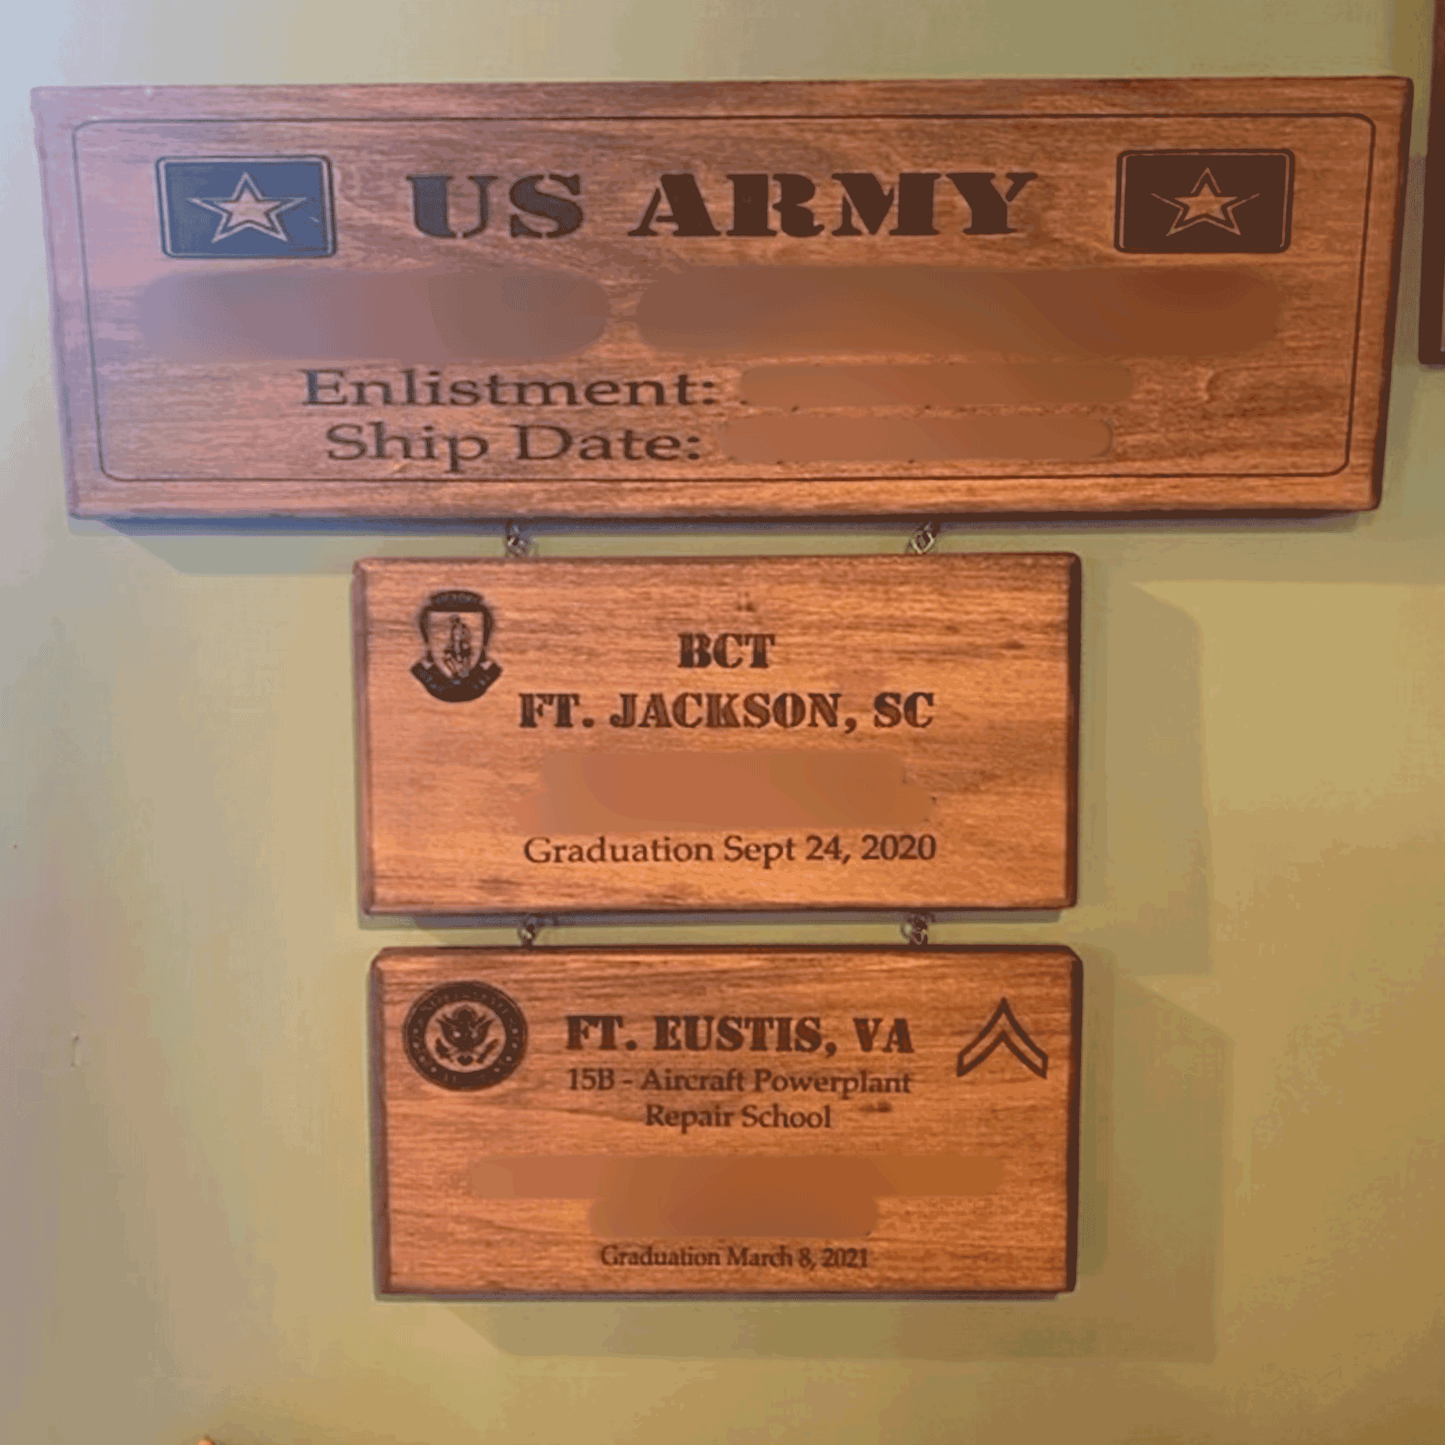 US ARMY
Enlistment:
Ship Date:
BCT
FT. JACKSON, SC
Graduation Sept 24, 2020
FT. EUSTIS, VA
15B - Aircraft Powerplant
Repair School
Graduation March 8, 2021